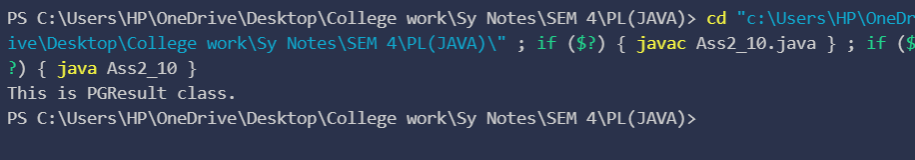 PS C:\Users\HP\OneDrive\Desktop\College work\Sy Notes\SEM 4\PL(JAVA)> cd "c:\Users\HP\OneDr
ive\Desktop\College work\Sy Notes\SEM 4\PL(JAVA)\" ; if ($?) { javac Ass2_10.java } ; if ($
?) { java Ass2_10 }
This is PGResult class.
PS C:\Users\HP\OneDrive\Desktop\College work\Sy Notes\SEM 4\PL(JAVA)>